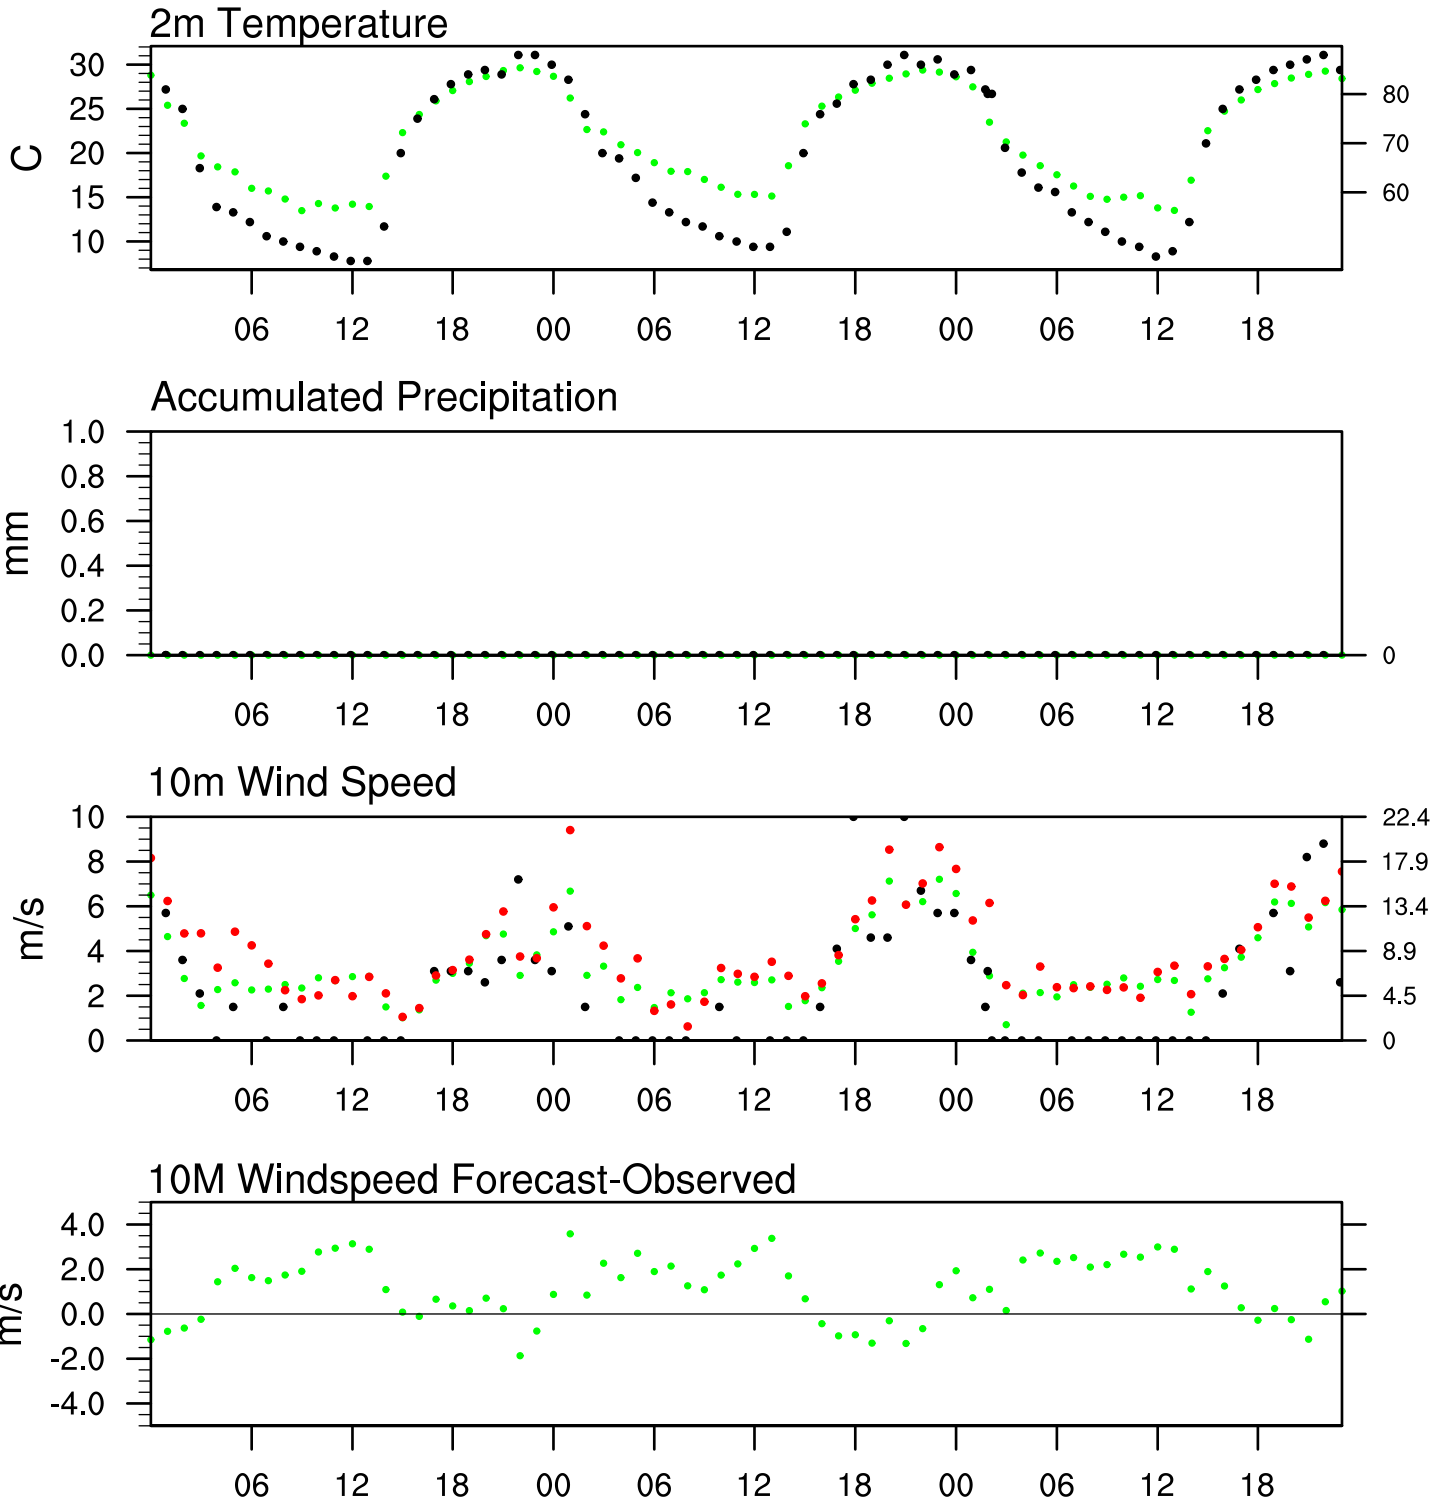 2m Temperature
30
25
20
15
10
C
80
70
60
06 12 18 00 06 12 18 00 06 12 18
Accumulated Precipitation
1.0
0.8
0.6
0.4
0.2
0.0
mm
0
06 12 18 00 06 12 18 00 06 12 18
10m Wind Speed
10
8
6
4
2
0
m/s
22.4
17.9
13.4
8.9
4.5
0
06 12 18 00 06 12 18 00 06 12 18
10M Windspeed Forecast-Observed
4.0
2.0
0.0
-2.0
-4.0
m/s
06 12 18 00 06 12 18 00 06 12 18